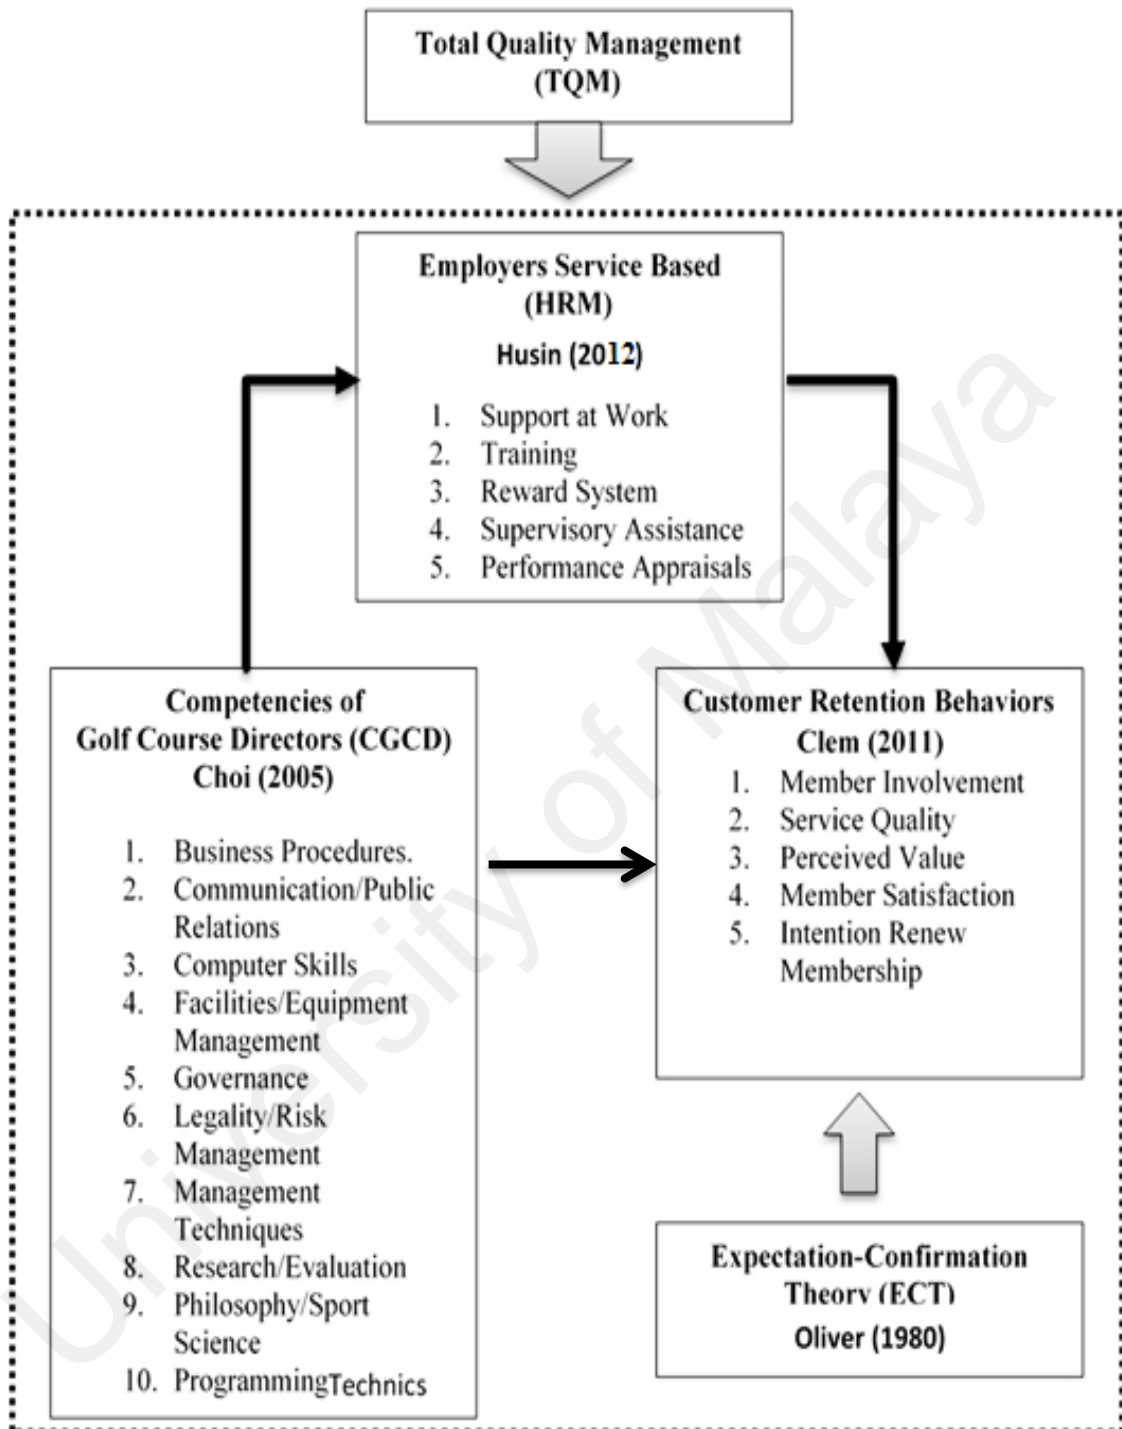 Total Quality Management
(TQM)
Employers Service Based
(HRM)
Husin (2012)
1. Support at Work
2. Training
3. Reward System
4. Supervisory Assistance
5. Performance Appraisals
Competencies of
Golf Course Directors (CGCD)
Choi (2005)
1. Business Procedures.
2. Communication/Public
Relations
3. Computer Skills
4. Facilities/Equipment
Management
5. Governance
6. Legality/Risk
Management
7. Management
Techniques
8. Research/Evaluation
9. Philosophy/Sport
Science
10. Programming Technics
Customer Retention Behaviors
Clem (2011)
1. Member Involvement
2. Service Quality
3. Perceived Value
4. Member Satisfaction
5. Intention Renew
Membership
Expectation-Confirmation
Theory (ECT)
Oliver (1980)
University of Malaya